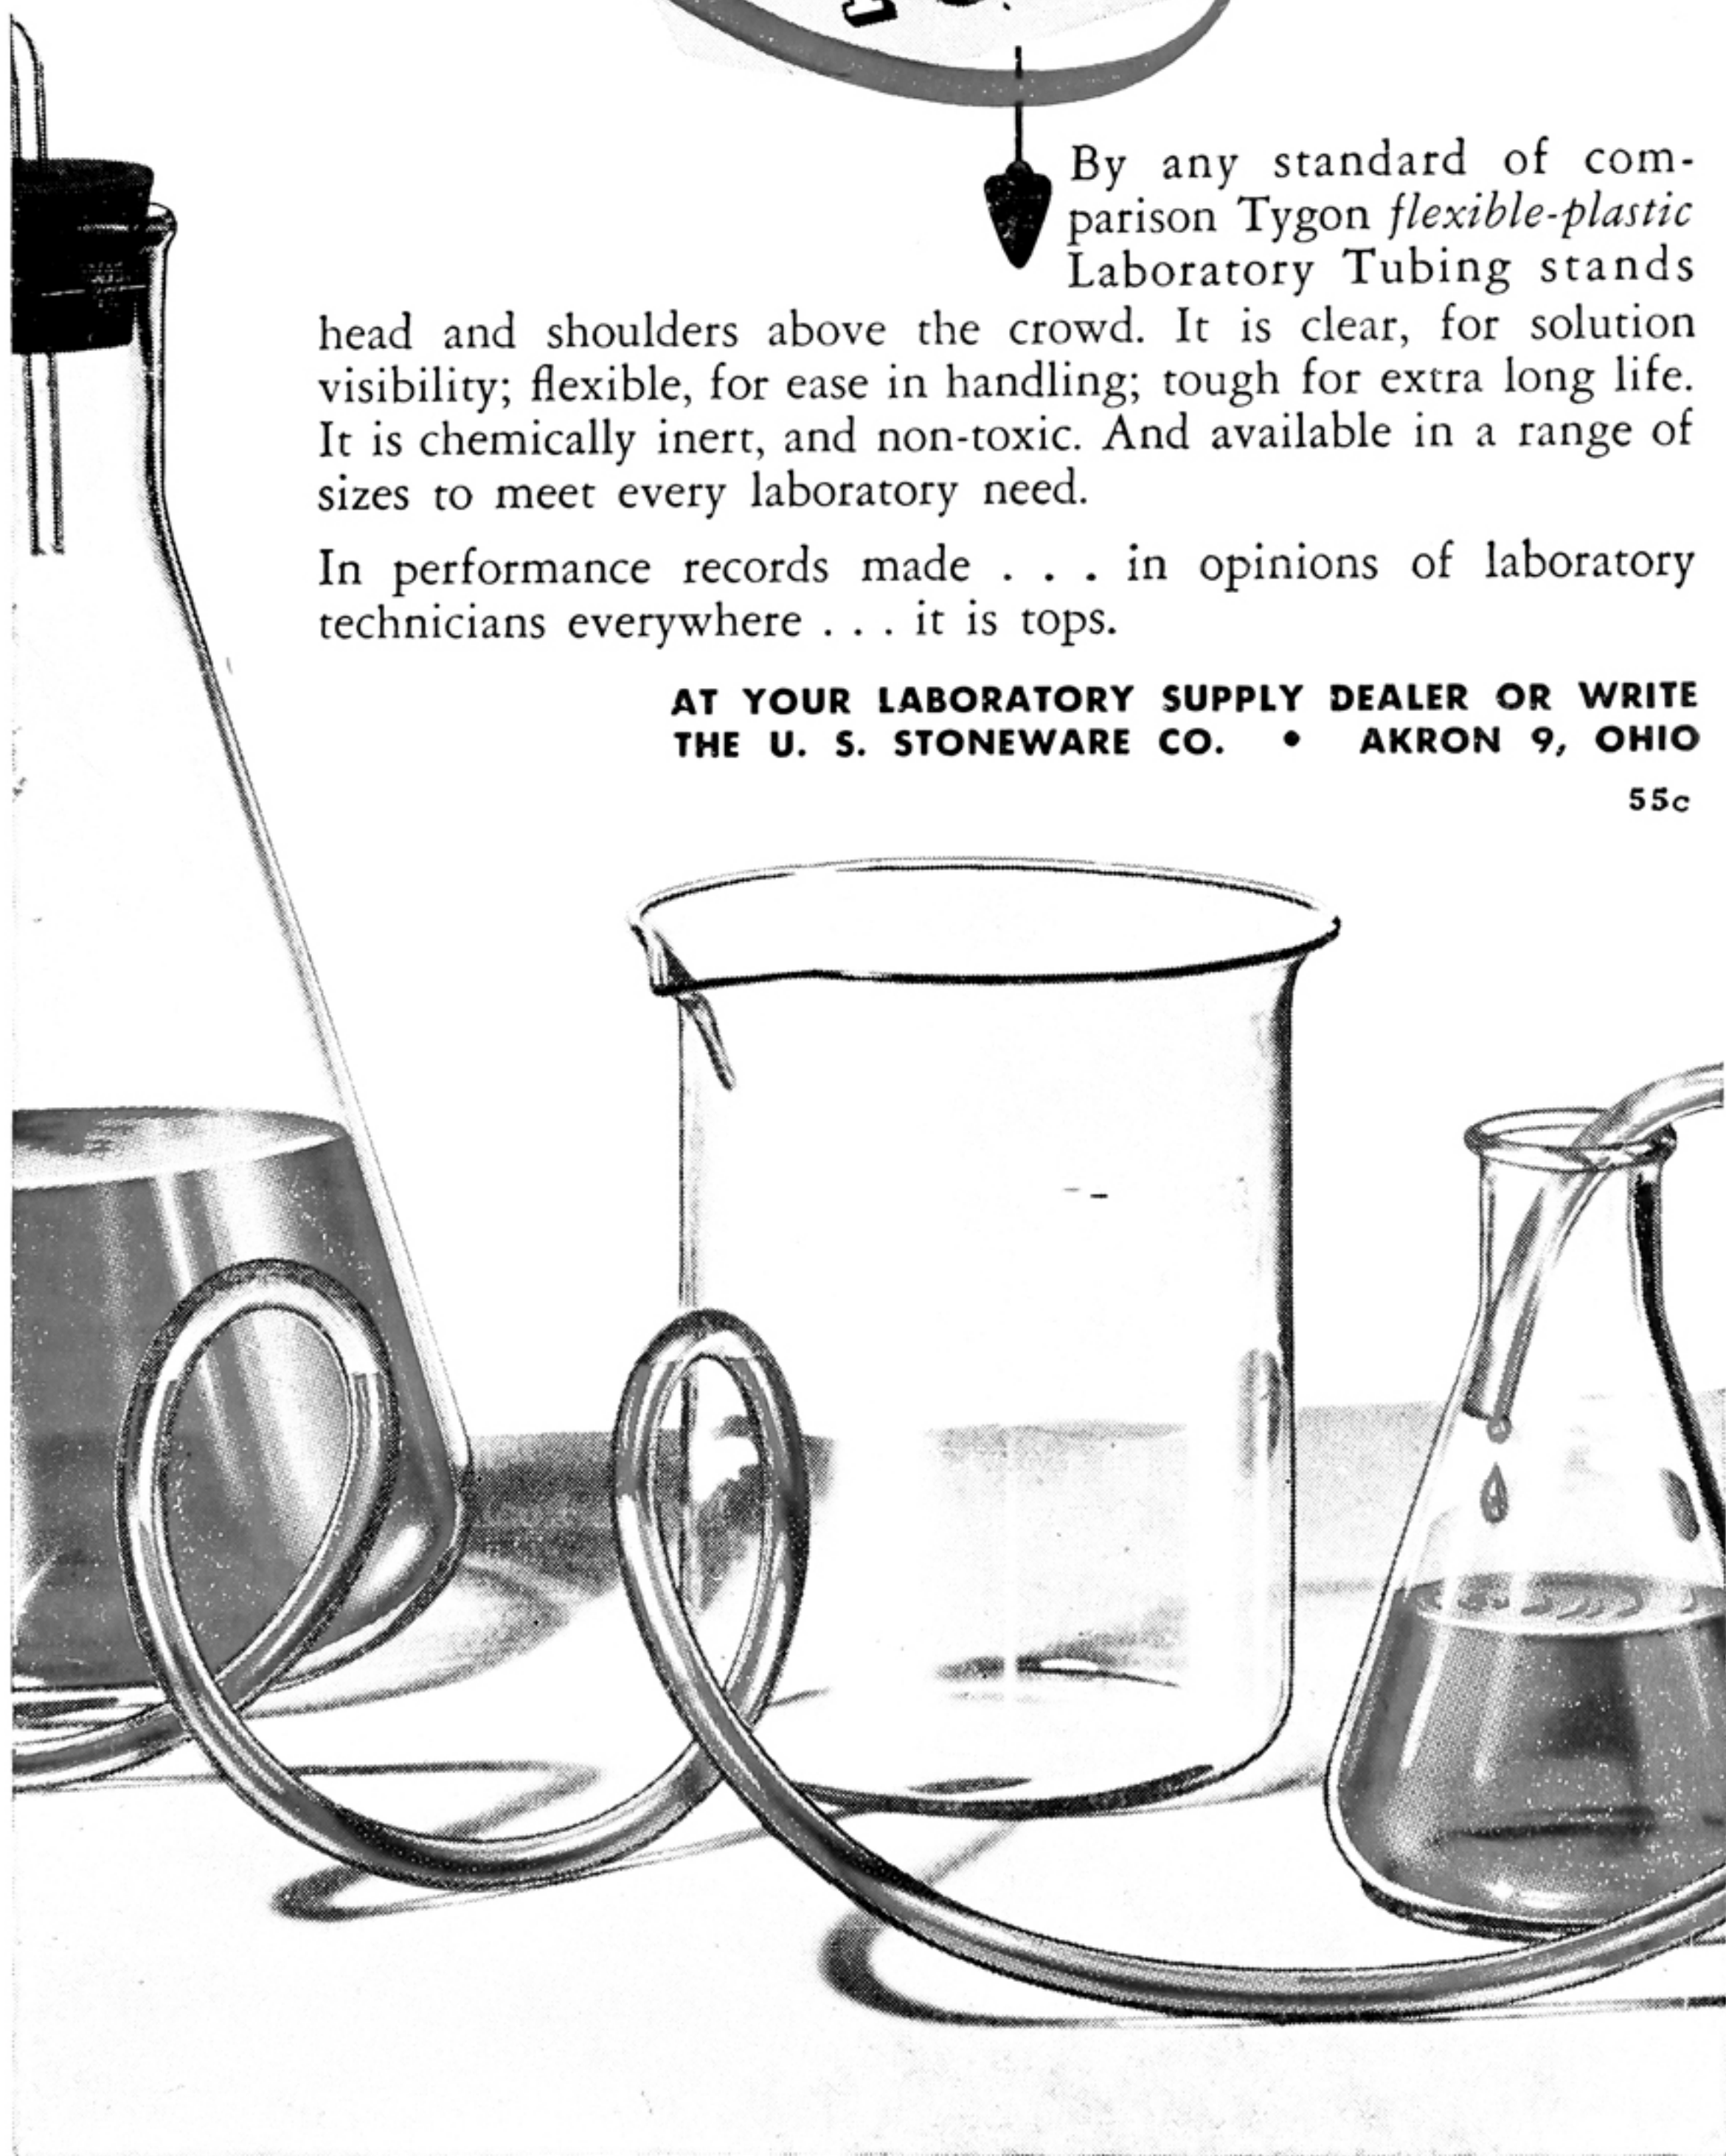 By any standard of com-
parison Tygon flexible-plastic
Laboratory Tubing stands
head and shoulders above the crowd. It is clear, for solution
visibility; flexible, for ease in handling; tough for extra long life.
It is chemically inert, and non-toxic. And available in a range of
sizes to meet every laboratory need.
In performance records made . . . in opinions of laboratory
technicians everywhere . . . it is tops.
AT YOUR LABORATORY SUPPLY DEALER OR WRITE
THE U. S. STONEWARE CO. • AKRON 9, OHIO
55c